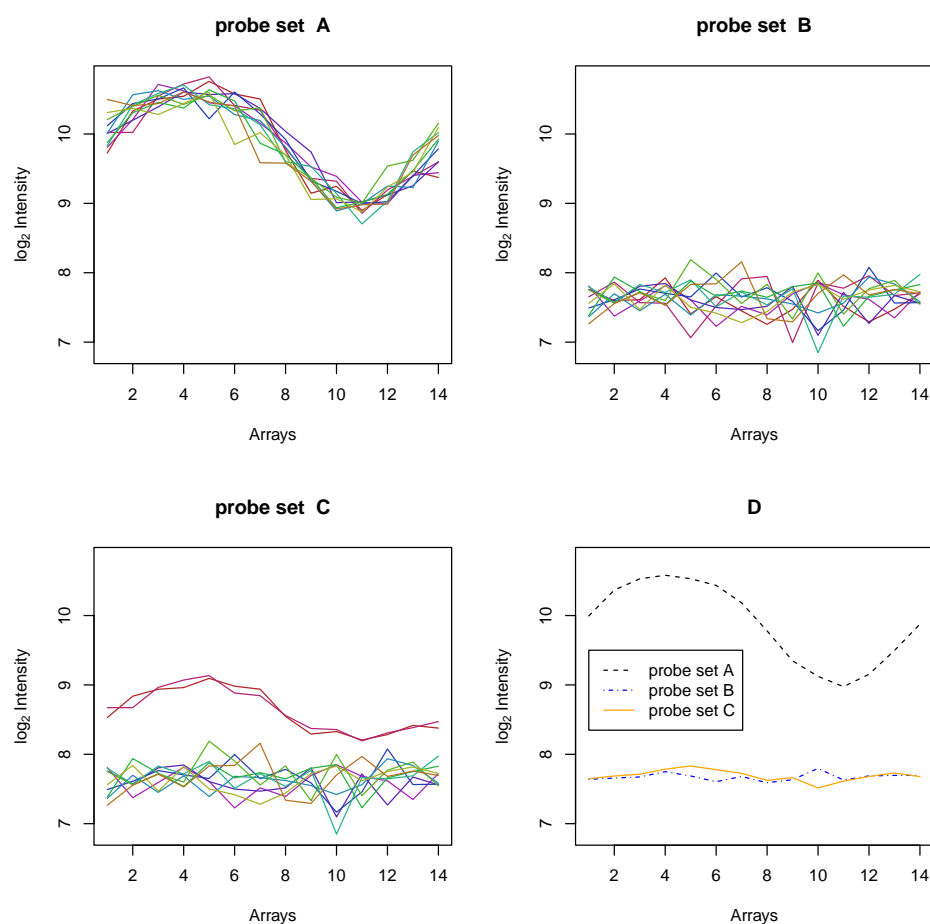 probe set A
log2 Intensity
7
8
9
10
2 4 6 8 10 12 14
Arrays
probe set B
log2 Intensity
7
8
9
10
2 4 6 8 10 12 14
Arrays
probe set C
log2 Intensity
7
8
9
10
2 4 6 8 10 12 14
Arrays
D
log2 Intensity
7
8
9
10
probe set A
probe set B
probe set C
2 4 6 8 10 12 14
Arrays